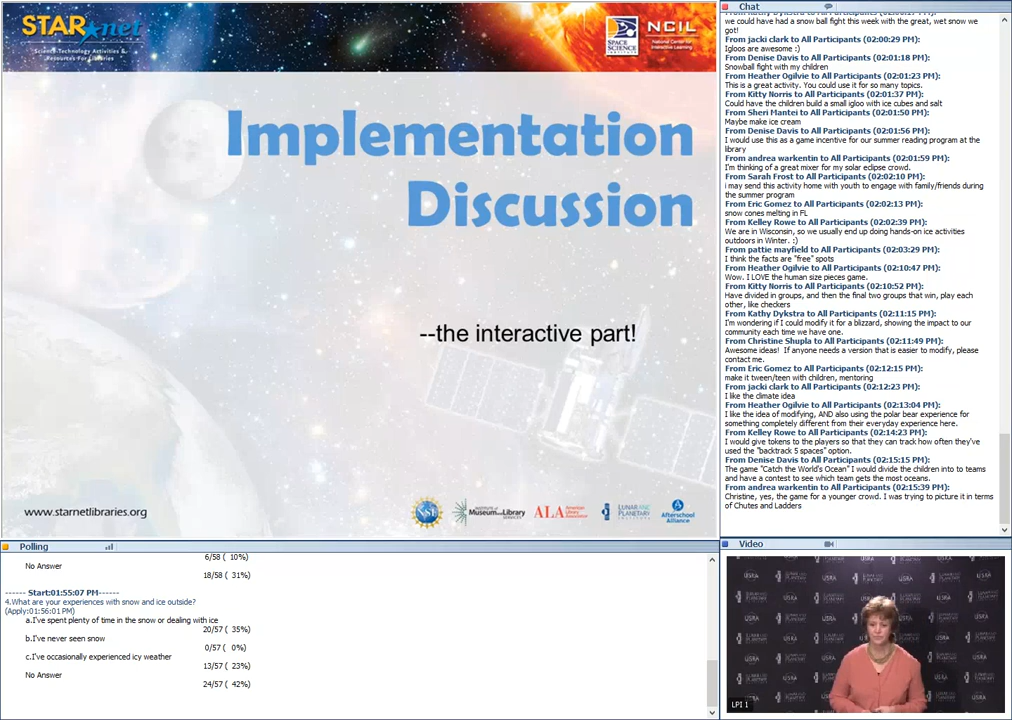 STAR net
Science-Technology Activities &
Resources For Libraries
SPACE
SCIENCE
INSTITUTE
NCIL
National Center for
Interactive Learning
Implementation
Discussion
--the interactive part!
www.starnetlibraries.org
NSF
INSTITUTE of
Museum and Library
SERVICES
ALA American
Library
Association
LUNAR AND
PLANETARY
INSTITUTE
Afterschool
Alliance
Chat
From Kathy Dykstra to All Participants
we could have had a snow ball fight this week with the great, wet snow we
got!
From jacki clark to All Participants (02:00:29 PM):
Igloos are awesome :)
From Denise Davis to All Participants (02:01:18 PM):
Snowball fight with my children
From Heather Ogilvie to All Participants (02:01:23 PM):
This is a great activity. You could use it for so many topics.
From Kitty Norris to All Participants (02:01:37 PM):
Could have the children build a small igloo with ice cubes and salt
From Sheri Mantei to All Participants (02:01:50 PM):
Maybe make ice cream
From Denise Davis to All Participants (02:01:56 PM):
I would use this as a game incentive for our summer reading program at the
library
From andrea warkentin to All Participants (02:01:59 PM):
I'm thinking of a great mixer for my solar eclipse crowd.
From Sarah Frost to All Participants (02:02:10 PM):
i may send this activity home with youth to engage with family/friends during
the summer program
From Eric Gomez to All Participants (02:02:13 PM):
snow cones melting in FL
From Kelley Rowe to All Participants (02:02:39 PM):
We are in Wisconsin, so we usually end up doing hands-on ice activities
outdoors in Winter. :)
From pattie mayfield to All Participants (02:03:29 PM):
I think the facts are "free" spots
From Heather Ogilvie to All Participants (02:10:47 PM):
Wow. I LOVE the human size pieces game.
From Kitty Norris to All Participants (02:10:52 PM):
Have divided in groups, and then the final two groups that win, play each
other, like checkers
From Kathy Dykstra to All Participants (02:11:15 PM):
I'm wondering if I could modify it for a blizzard, showing the impact to our
community each time we have one.
From Christine Shupla to All Participants (02:11:49 PM):
Awesome ideas!  If anyone needs a version that is easier to modify, please
contact me.
From Eric Gomez to All Participants (02:12:15 PM):
make it tween/teen with children, mentoring
From jacki clark to All Participants (02:12:23 PM):
I like the climate idea
From Heather Ogilvie to All Participants (02:13:04 PM):
I like the idea of modifying, AND also using the polar bear experience for
something completely different from their everyday experience here.
From Kelley Rowe to All Participants (02:14:23 PM):
I would give tokens to the players so that they can track how often they've
used the "backtrack 5 spaces" option.
From Denise Davis to All Participants (02:15:15 PM):
The game "Catch the World's Ocean" I would divide the children into to teams
and have a contest to see which team gets the most oceans.
From andrea warkentin to All Participants (02:15:39 PM):
Christine, yes, the game for a younger crowd. I was trying to picture it in terms
of Chutes and Ladders
Polling
6/58 ( 10%)
No Answer
18/58 ( 31%)
------ Start:01:55:07 PM------
4.What are your experiences with snow and ice outside?
(Apply:01:56:01 PM)
a.I've spent plenty of time in the snow or dealing with ice
20/57 ( 35%)
b.I've never seen snow
0/57 (  0%)
c.I've occasionally experienced icy weather
13/57 ( 23%)
No Answer
24/57 ( 42%)
Video
USRA
LPI 1